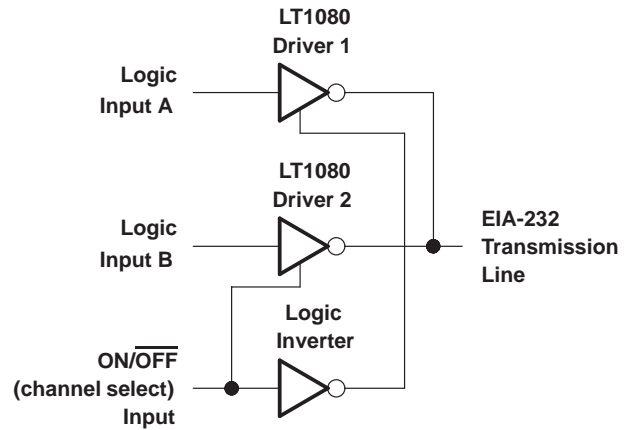 LT1080
Driver 1
Logic
Input A
LT1080
Driver 2
Logic
Input B
EIA-232
Transmission
Line
Logic
Inverter
ON/OFF
(channel select)
Input